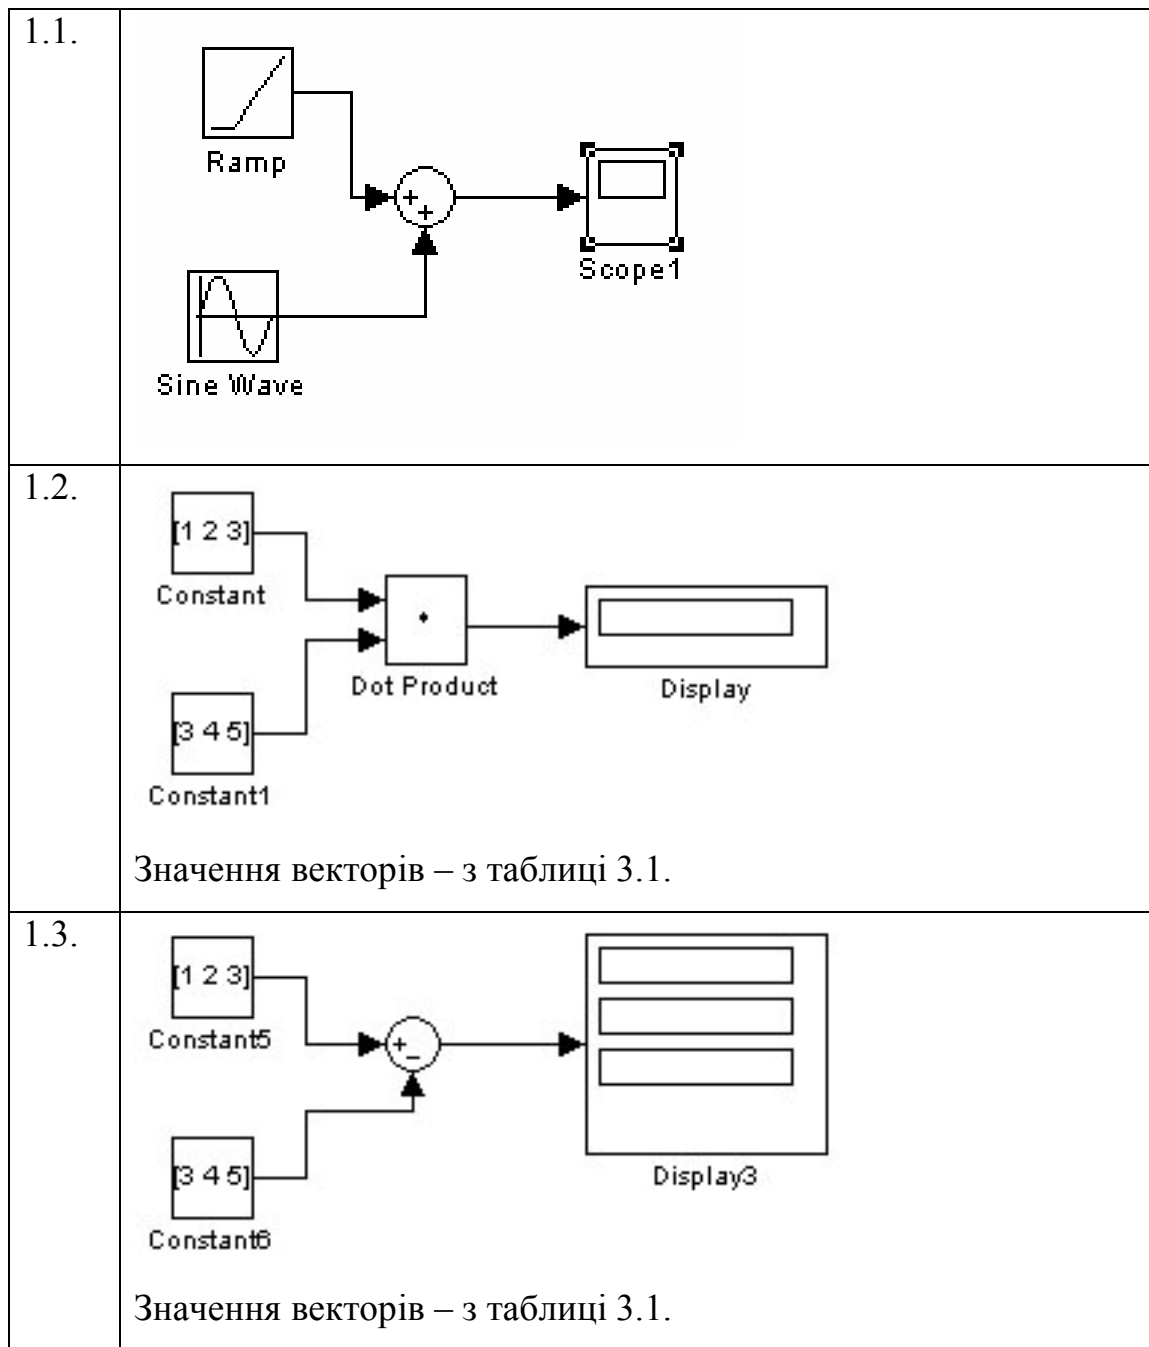 1.1.
Ramp
Scope1
Sine Wave
1.2.
[1 2 3]
Constant
Dot Product
Display
[3 4 5]
Constant1
Значення векторів – з таблиці 3.1.
1.3.
[1 2 3]
Constant5
[3 4 5]
Constant6
Display3
Значення векторів – з таблиці 3.1.